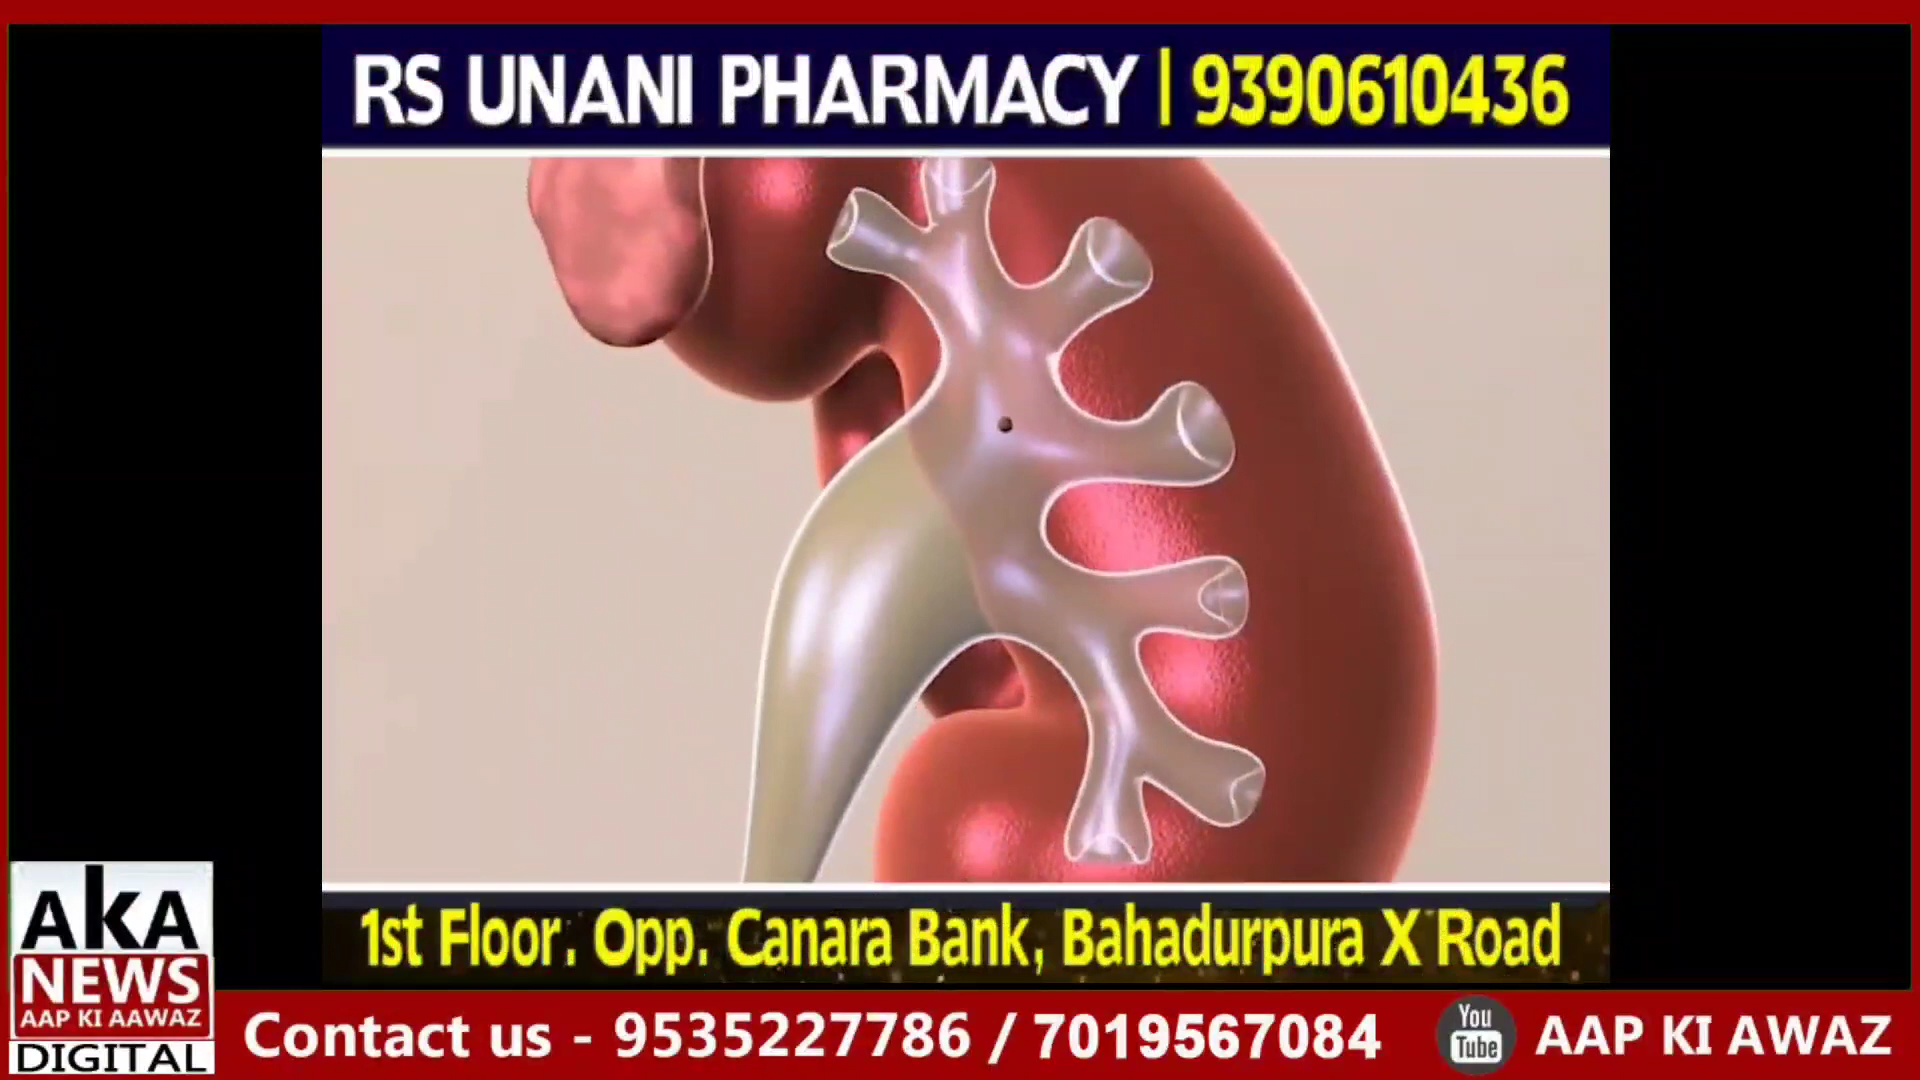 RS UNANI PHARMACY | 9390610436
1st Floor. Opp. Canara Bank, Bahadurpura X Road
AKA
NEWS
AAP KI AAWAZ
DIGITAL
Contact us - 9535227786 / 7019567084
You
Tube
AAP KI AWAZ